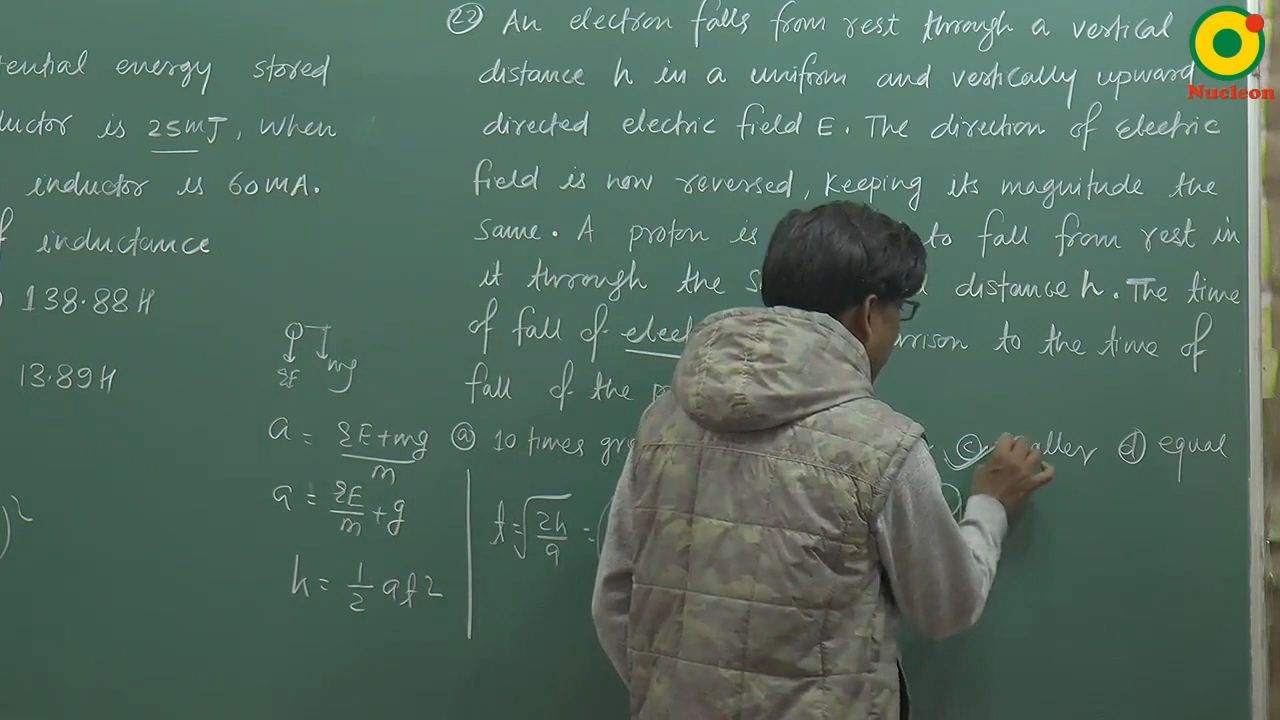 tential energy stored
uctor is 25mJ, when
inductor is 60mA.
f inductance
138.88H
13.89H
)²
qE
mg
a = qE+mg/m
a = qE/m +g
h = 1/2 at2
(22) An electron falls from rest through a vertical
distance h in a uniform and vertically upward
directed electric field E. The direction of electric
field is now reversed, keeping its magnitude the
same. A proton is to fall from rest in
it through the distance h. The time
of fall of elec rison to the time of
fall of the p
(a) 10 times gr (c) maller (d) equal
t = √2h/a = (
Nucleon